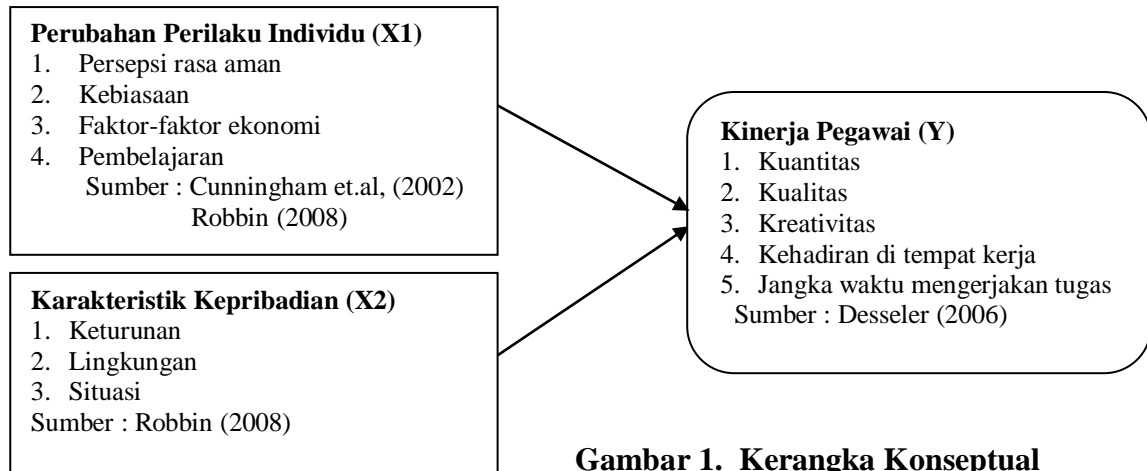 Perubahan Perilaku Individu (X1)
1. Persepsi rasa aman
2. Kebiasaan
3. Faktor-faktor ekonomi
4. Pembelajaran
Sumber : Cunningham et.al, (2002)
Robbin (2008)
Karakteristik Kepribadian (X2)
1. Keturunan
2. Lingkungan
3. Situasi
Sumber : Robbin (2008)
Kinerja Pegawai (Y)
1. Kuantitas
2. Kualitas
3. Kreativitas
4. Kehadiran di tempat kerja
5. Jangka waktu mengerjakan tugas
Sumber : Desseler (2006)
Gambar 1. Kerangka Konseptual